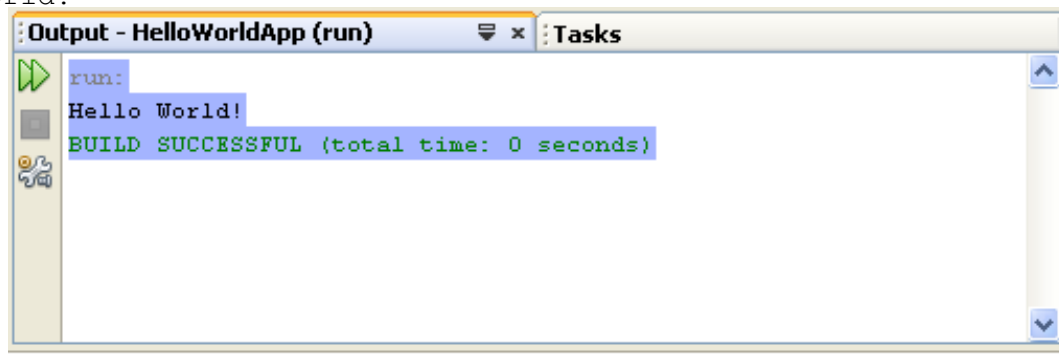 Output - HelloWorldApp (run)
Tasks
run:
Hello World!
BUILD SUCCESSFUL (total time: 0 seconds)